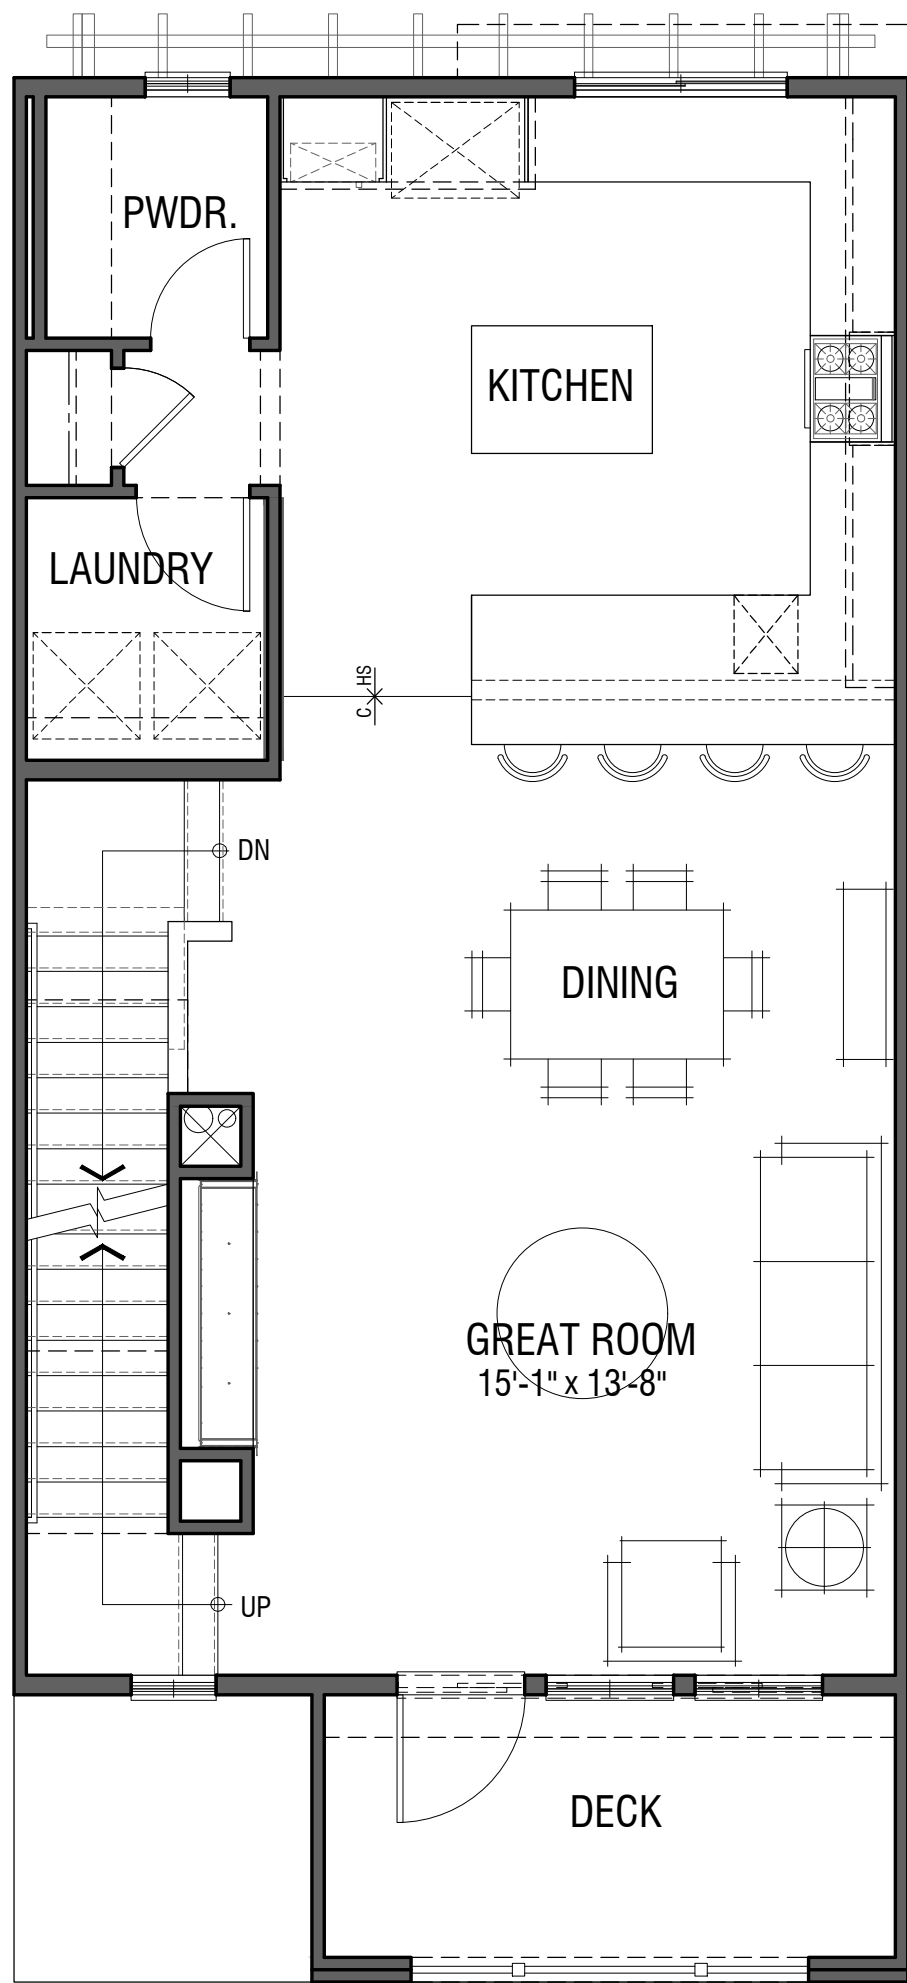 PWDR.
KITCHEN
LAUNDRY
C HS
DN
DINING
GREAT ROOM
15'-1" x 13'-8"
UP
DECK